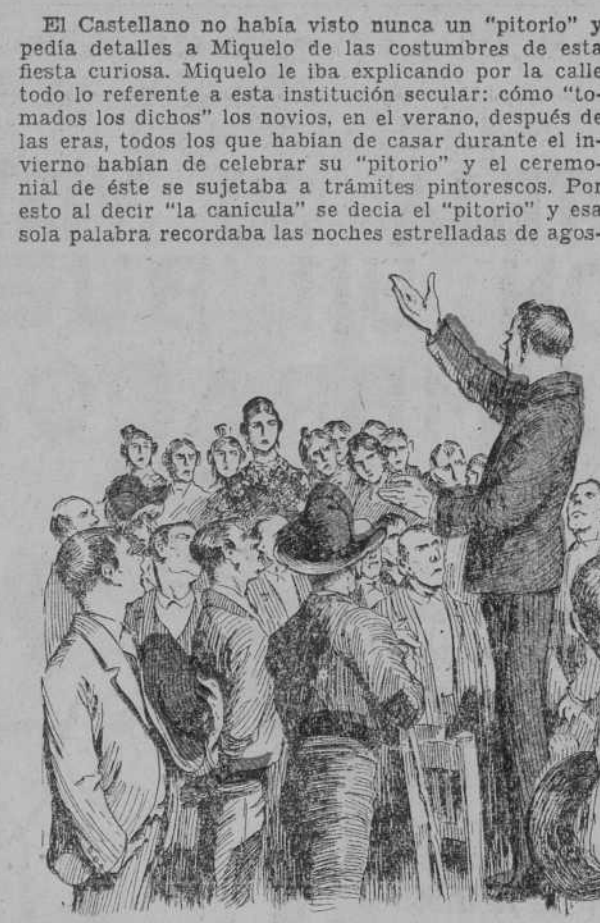 El Castellano no había visto nunca un “pitorio” y
pedía detalles a Miquelo de las costumbres de esta
fiesta curiosa. Miquelo le iba explicando por la calle
todo lo referente a esta institución secular: cómo “to-
mados los dichos” los novios, en el verano, después de
las eras, todos los que habían de casar durante el in-
vierno habían de celebrar su “pitorio” y el ceremo-
nial de éste se sujetaba a trámites pintorescos. Por
esto al decir “la canícula” se decía el “pitorio” y esa
sola palabra recordaba las noches estrelladas de agos-